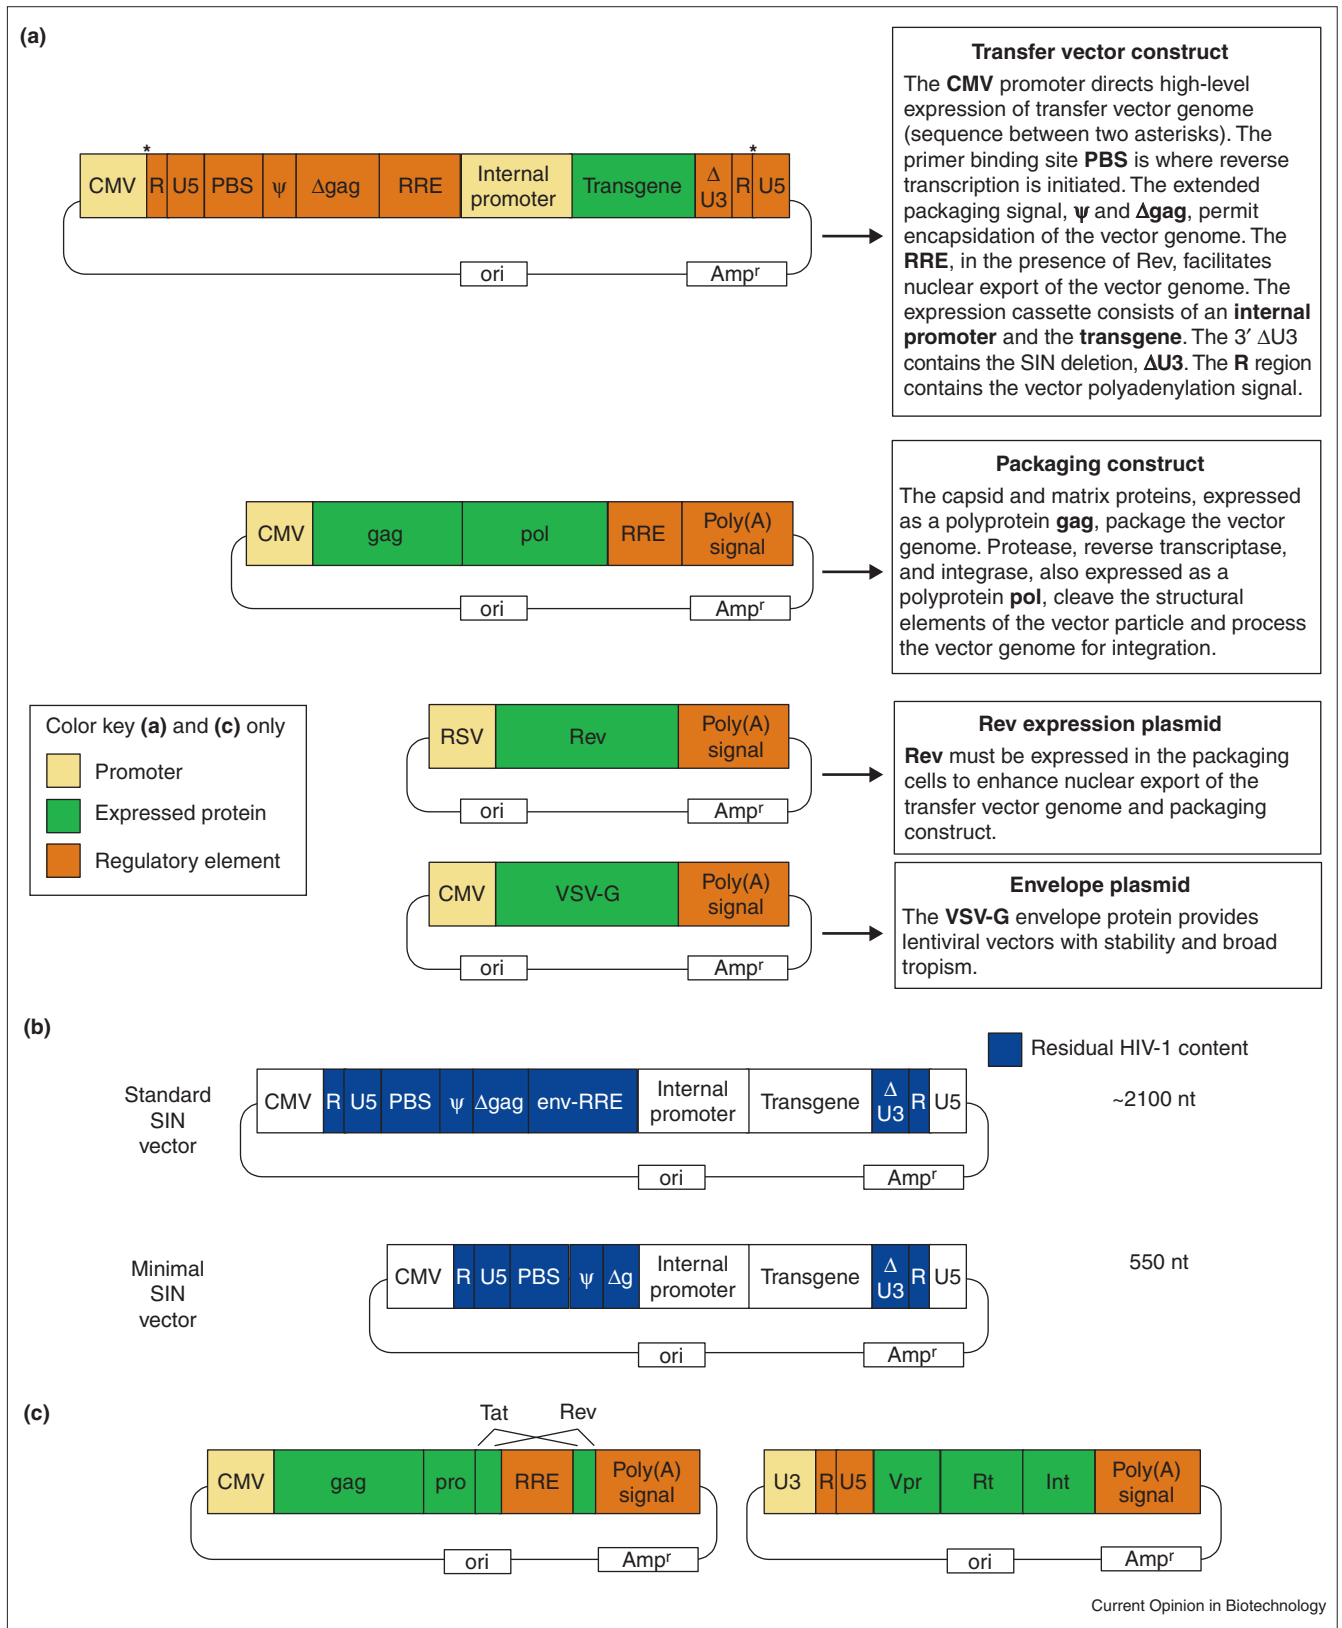 (a)
Transfer vector construct
The CMV promoter directs high-level
expression of transfer vector genome
(sequence between two asterisks). The
primer binding site PBS is where reverse
transcription is initiated. The extended
packaging signal, ψ and Δgag, permit
encapsidation of the vector genome. The
RRE, in the presence of Rev, facilitates
nuclear export of the vector genome. The
expression cassette consists of an internal
promoter and the transgene. The 3′ ΔU3
contains the SIN deletion, ΔU3. The R region
contains the vector polyadenylation signal.
* *
CMV R U5 PBS ψ Δgag RRE Internal promoter Transgene Δ U3 R U5
ori Ampʳ
Packaging construct
The capsid and matrix proteins, expressed
as a polyprotein gag, package the vector
genome. Protease, reverse transcriptase,
and integrase, also expressed as a
polyprotein pol, cleave the structural
elements of the vector particle and process
the vector genome for integration.
CMV gag pol RRE Poly(A) signal
ori Ampʳ
Color key (a) and (c) only
Promoter
Expressed protein
Regulatory element
RSV Rev Poly(A) signal
ori Ampʳ
Rev expression plasmid
Rev must be expressed in the packaging
cells to enhance nuclear export of the
transfer vector genome and packaging
construct.
CMV VSV-G Poly(A) signal
ori Ampʳ
Envelope plasmid
The VSV-G envelope protein provides
lentiviral vectors with stability and broad
tropism.
(b)
Residual HIV-1 content
Standard
SIN
vector
CMV R U5 PBS ψ Δgag env-RRE Internal promoter Transgene Δ U3 R U5
~2100 nt
ori Ampʳ
Minimal
SIN
vector
CMV R U5 PBS ψ Δg Internal promoter Transgene Δ U3 R U5
550 nt
ori Ampʳ
(c)
Tat Rev
CMV gag pro RRE Poly(A) signal
ori Ampʳ
U3 R U5 Vpr Rt Int Poly(A) signal
ori Ampʳ
Current Opinion in Biotechnology